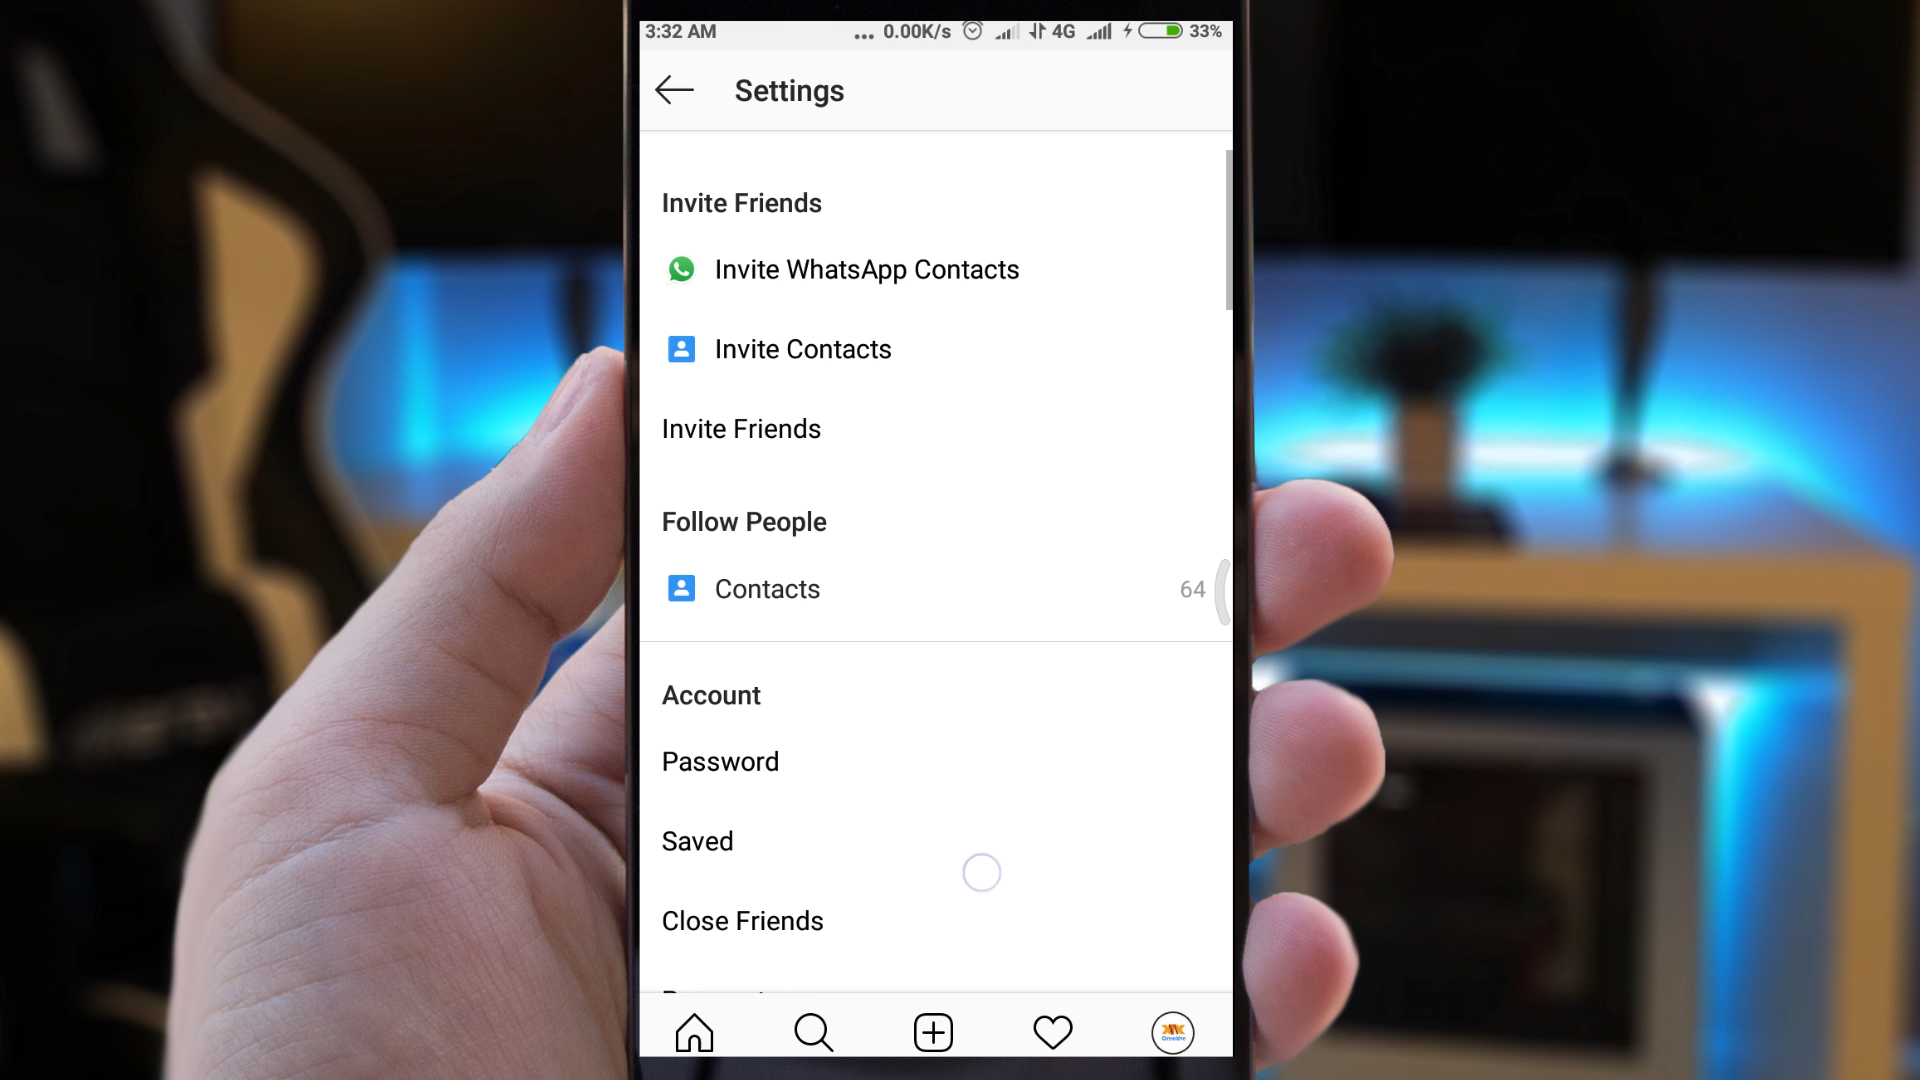 3:32 AM ... 0.00K/s 4G 33%
Settings
Invite Friends
Invite WhatsApp Contacts
Invite Contacts
Invite Friends
Follow People
Contacts 64
Account
Password
Saved
Close Friends